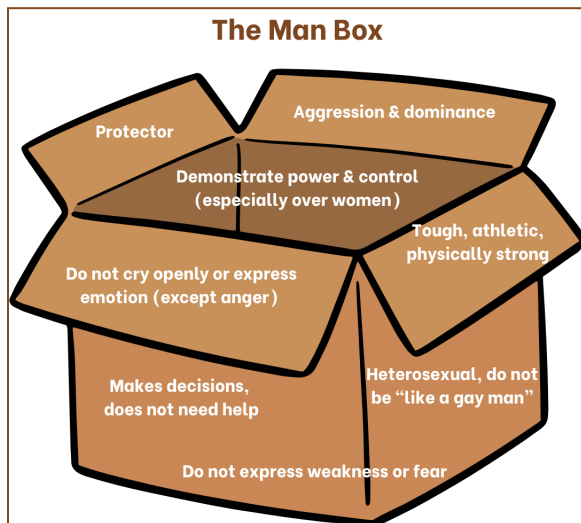 The Man Box
Aggression & dominance
Protector
Demonstrate power & control
(especially over women)
Tough, athletic,
physically strong
Do not cry openly or express
emotion (except anger)
Makes decisions,
does not need help
Heterosexual, do not
be “like a gay man”
Do not express weakness or fear